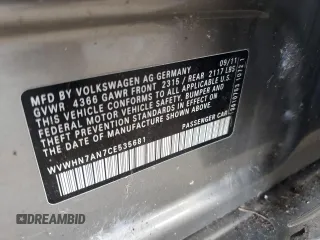 MFD. BY VOLKSWAGEN AG GERMANY 09/11
GVWR 4366 GAWR FRONT 2315 / REAR 2117 LBS
THIS VEHICLE CONFORMS TO ALL APPLICABLE
FEDERAL MOTOR VEHICLE SAFETY, BUMPER, AND
THEFT PREVENTION STANDARDS IN EFFECT ON
THE DATE OF MANUFACTURE SHOWN ABOVE.
WVWHN7AN7CE535681 PASSENGER CAR
DREAMBID